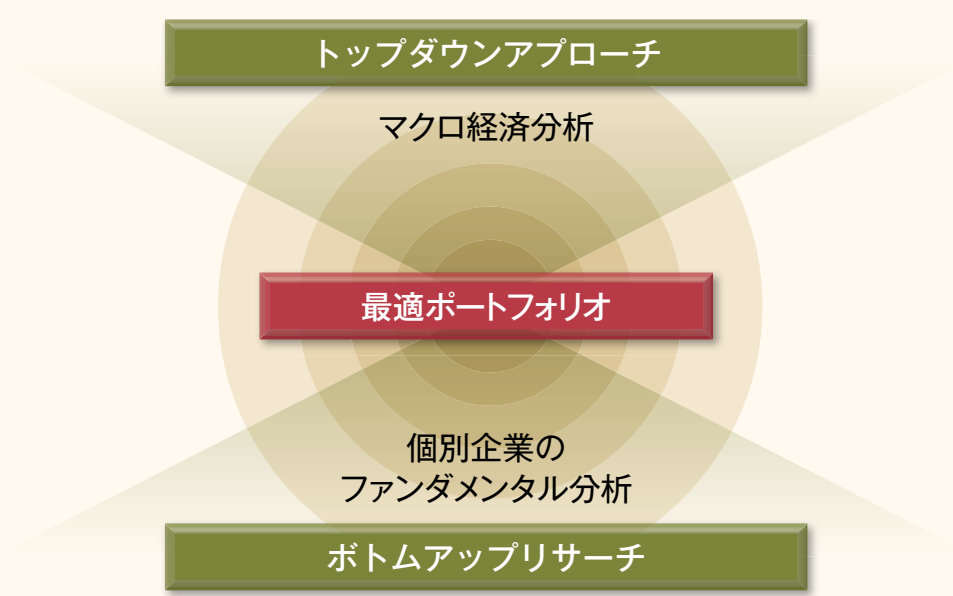 トップダウンアプローチ
マクロ経済分析
最適ポートフォリオ
個別企業の
ファンダメンタル分析
ボトムアップリサーチ